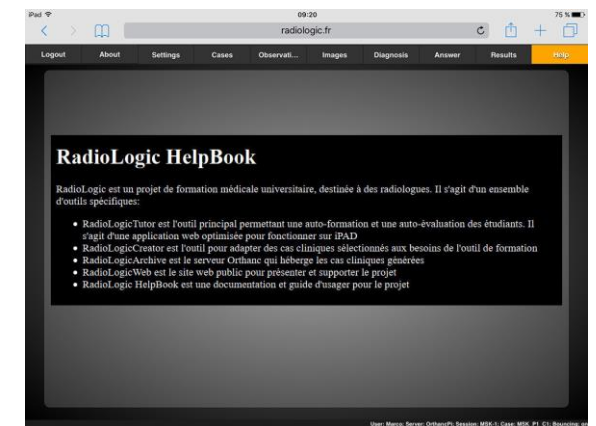 iPad 09:20 75 %
radiologic.fr
Logout About Settings Cases Observati... Images Diagnosis Answer Results Help
RadioLogic HelpBook
RadioLogic est un projet de formation médicale universitaire, destinée à des radiologues. Il s'agit d'un ensemble
d'outils spécifiques:
RadioLogicTutor est l'outil principal permettant une auto-formation et une auto-évaluation des étudiants. Il
s'agit d'une application web optimisée pour fonctionner sur iPAD
RadioLogicCreator est l'outil pour adapter des cas cliniques sélectionnés aux besoins de l'outil de formation
RadioLogicArchive est le serveur Orthanc qui héberge les cas cliniques générées
RadioLogicWeb est le site web public pour présenter et supporter le projet
RadioLogic HelpBook est une documentation et guide d'usager pour le projet
User: Marco: Server: OrthancPi: Session: MSK-1: Case: MSK_P1_C1: Bouncing: on